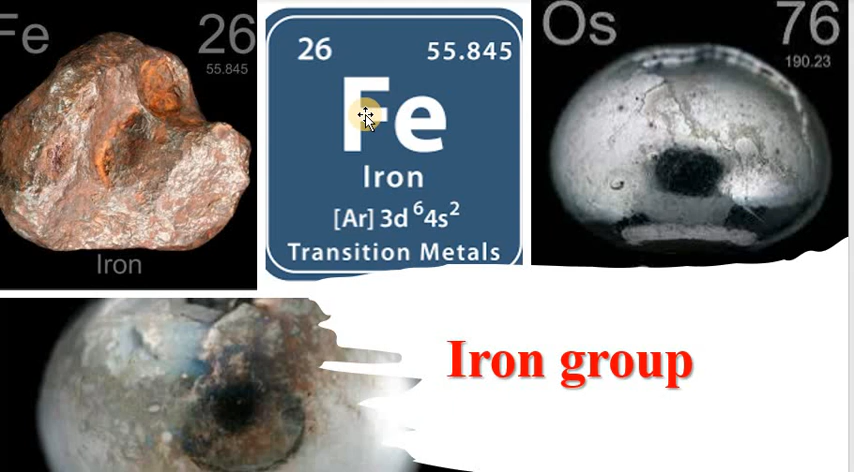 Fe 26
55.845
Iron
26 55.845
Fe
Iron
[Ar] 3d⁶4s²
Transition Metals
Os 76
190.23
Iron group